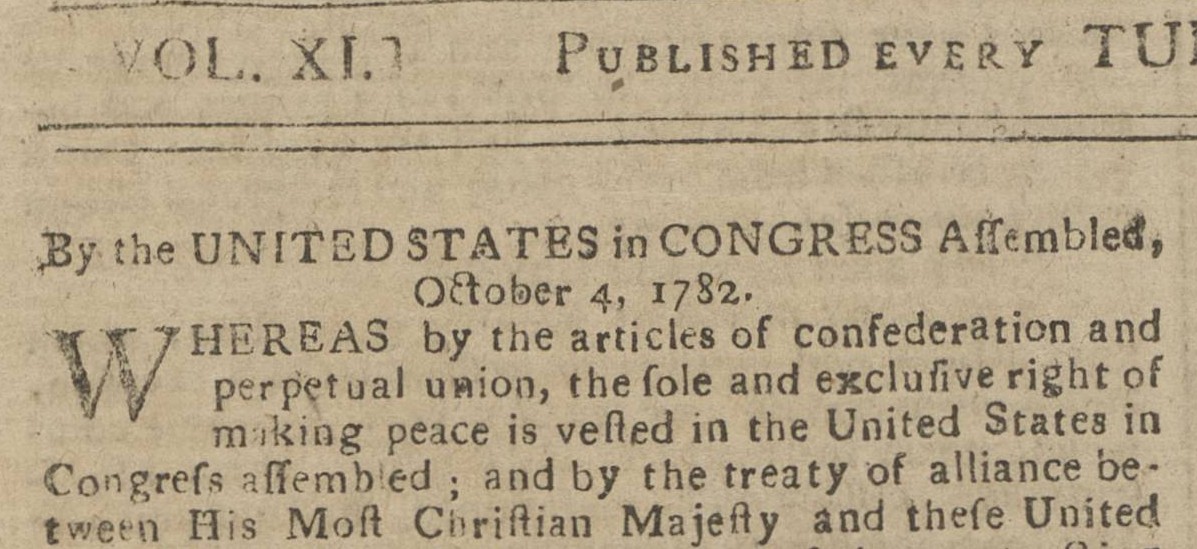 VOL. XI.] PUBLISHED EVERY TUE
By the UNITED STATES in CONGRESS Aſſembled,
October 4, 1782.
WHEREAS by the articles of confederation and
perpetual union, the ſole and excluſive right of
making peace is veſted in the United States in
Congreſs aſſembled ; and by the treaty of alliance be-
tween His Moſt Chriſtian Majeſty and theſe United